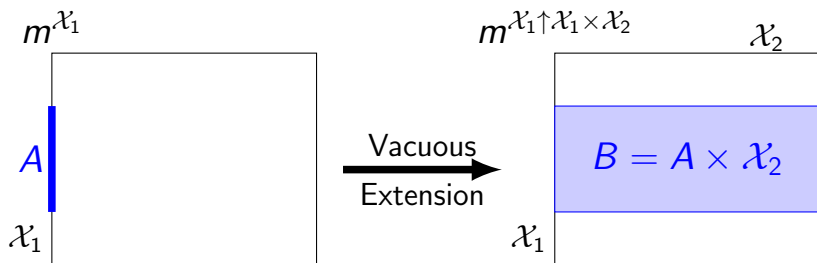 m^{𝒳₁}
A
𝒳₁
Vacuous
Extension
m^{𝒳₁↑𝒳₁×𝒳₂}
𝒳₂
B = A × 𝒳₂
𝒳₁